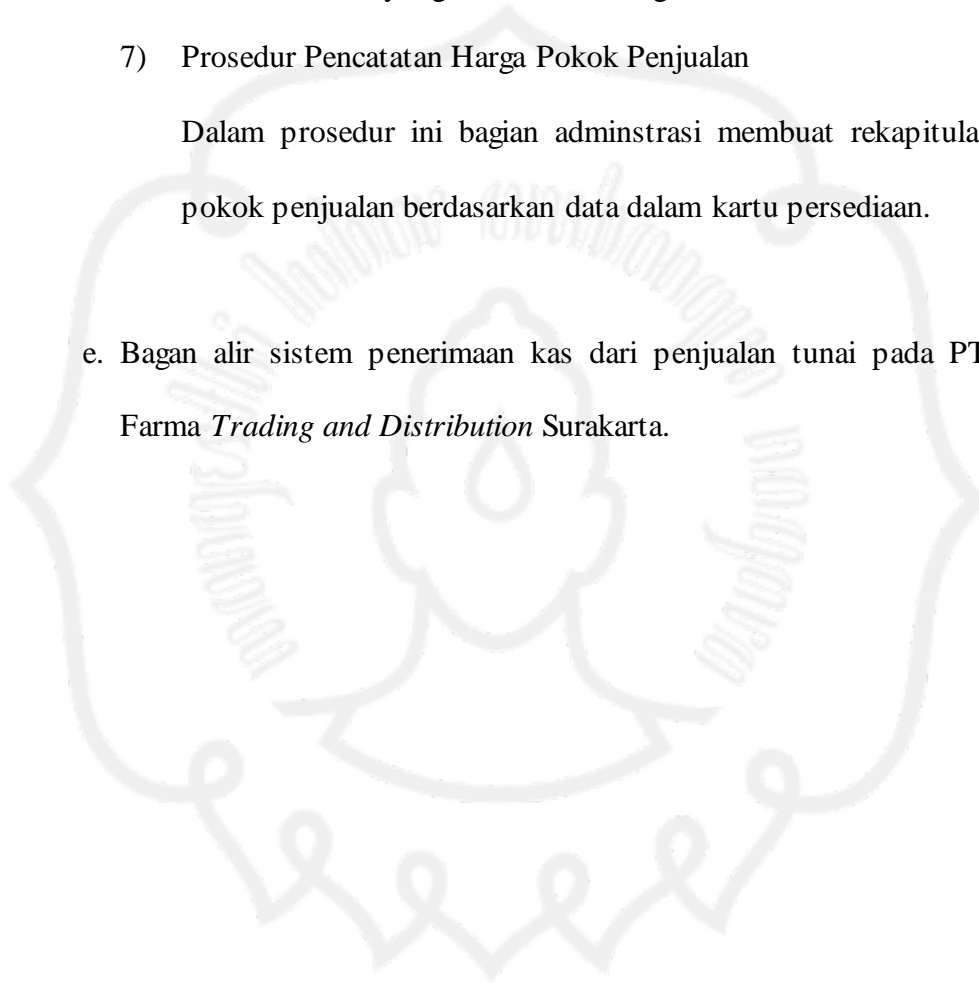 7) Prosedur Pencatatan Harga Pokok Penjualan
Dalam prosedur ini bagian adminstrasi membuat
pokok penjualan berdasarkan data dalam kartu persediaan.
e. Bagan alir sistem penerimaan kas dari penjualan tunai pada PT
Farma Trading and Distribution Surakarta.